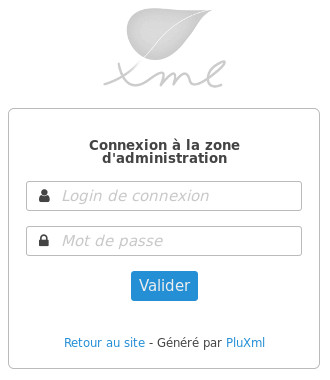 xml
Connexion à la zone
d'administration
Login de connexion
Mot de passe
Valider
Retour au site - Généré par PluXml